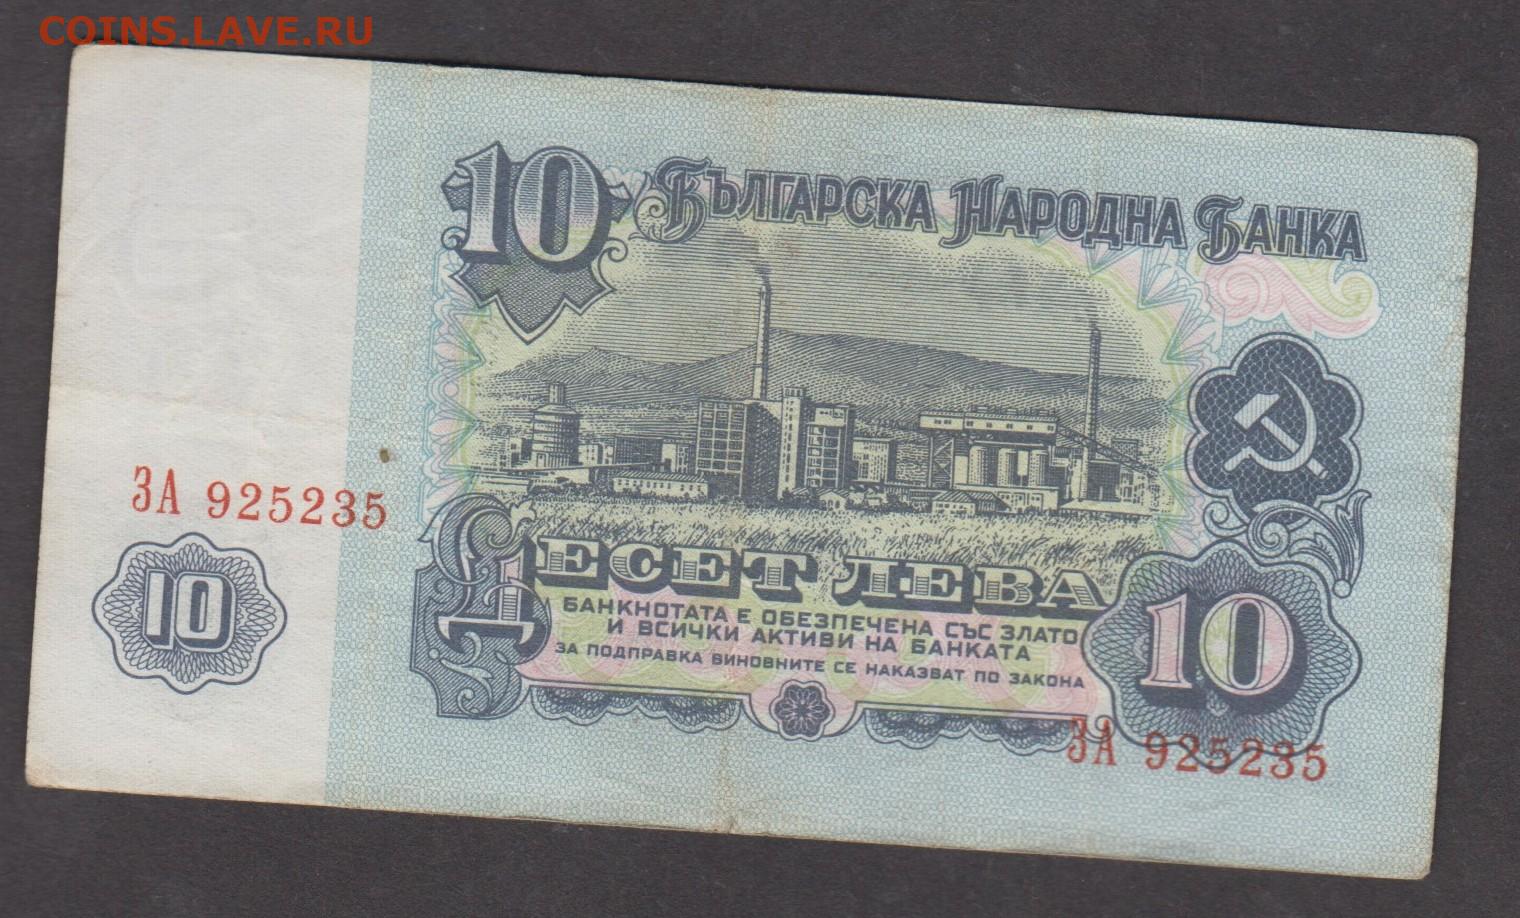 COINS.LAVE.RU
10
БЪЛГАРСКА НАРОДНА БАНКА
ЗА 925235
10
ДЕСЕТ ЛЕВА
БАНКНОТАТА Е ОБЕЗПЕЧЕНА СЪС ЗЛАТО
И ВСИЧКИ АКТИВИ НА БАНКАТА
ЗА ПОДПРАВКА ВИНОВНИТЕ СЕ НАКАЗВАТ ПО ЗАКОНА
10
ЗА 925235